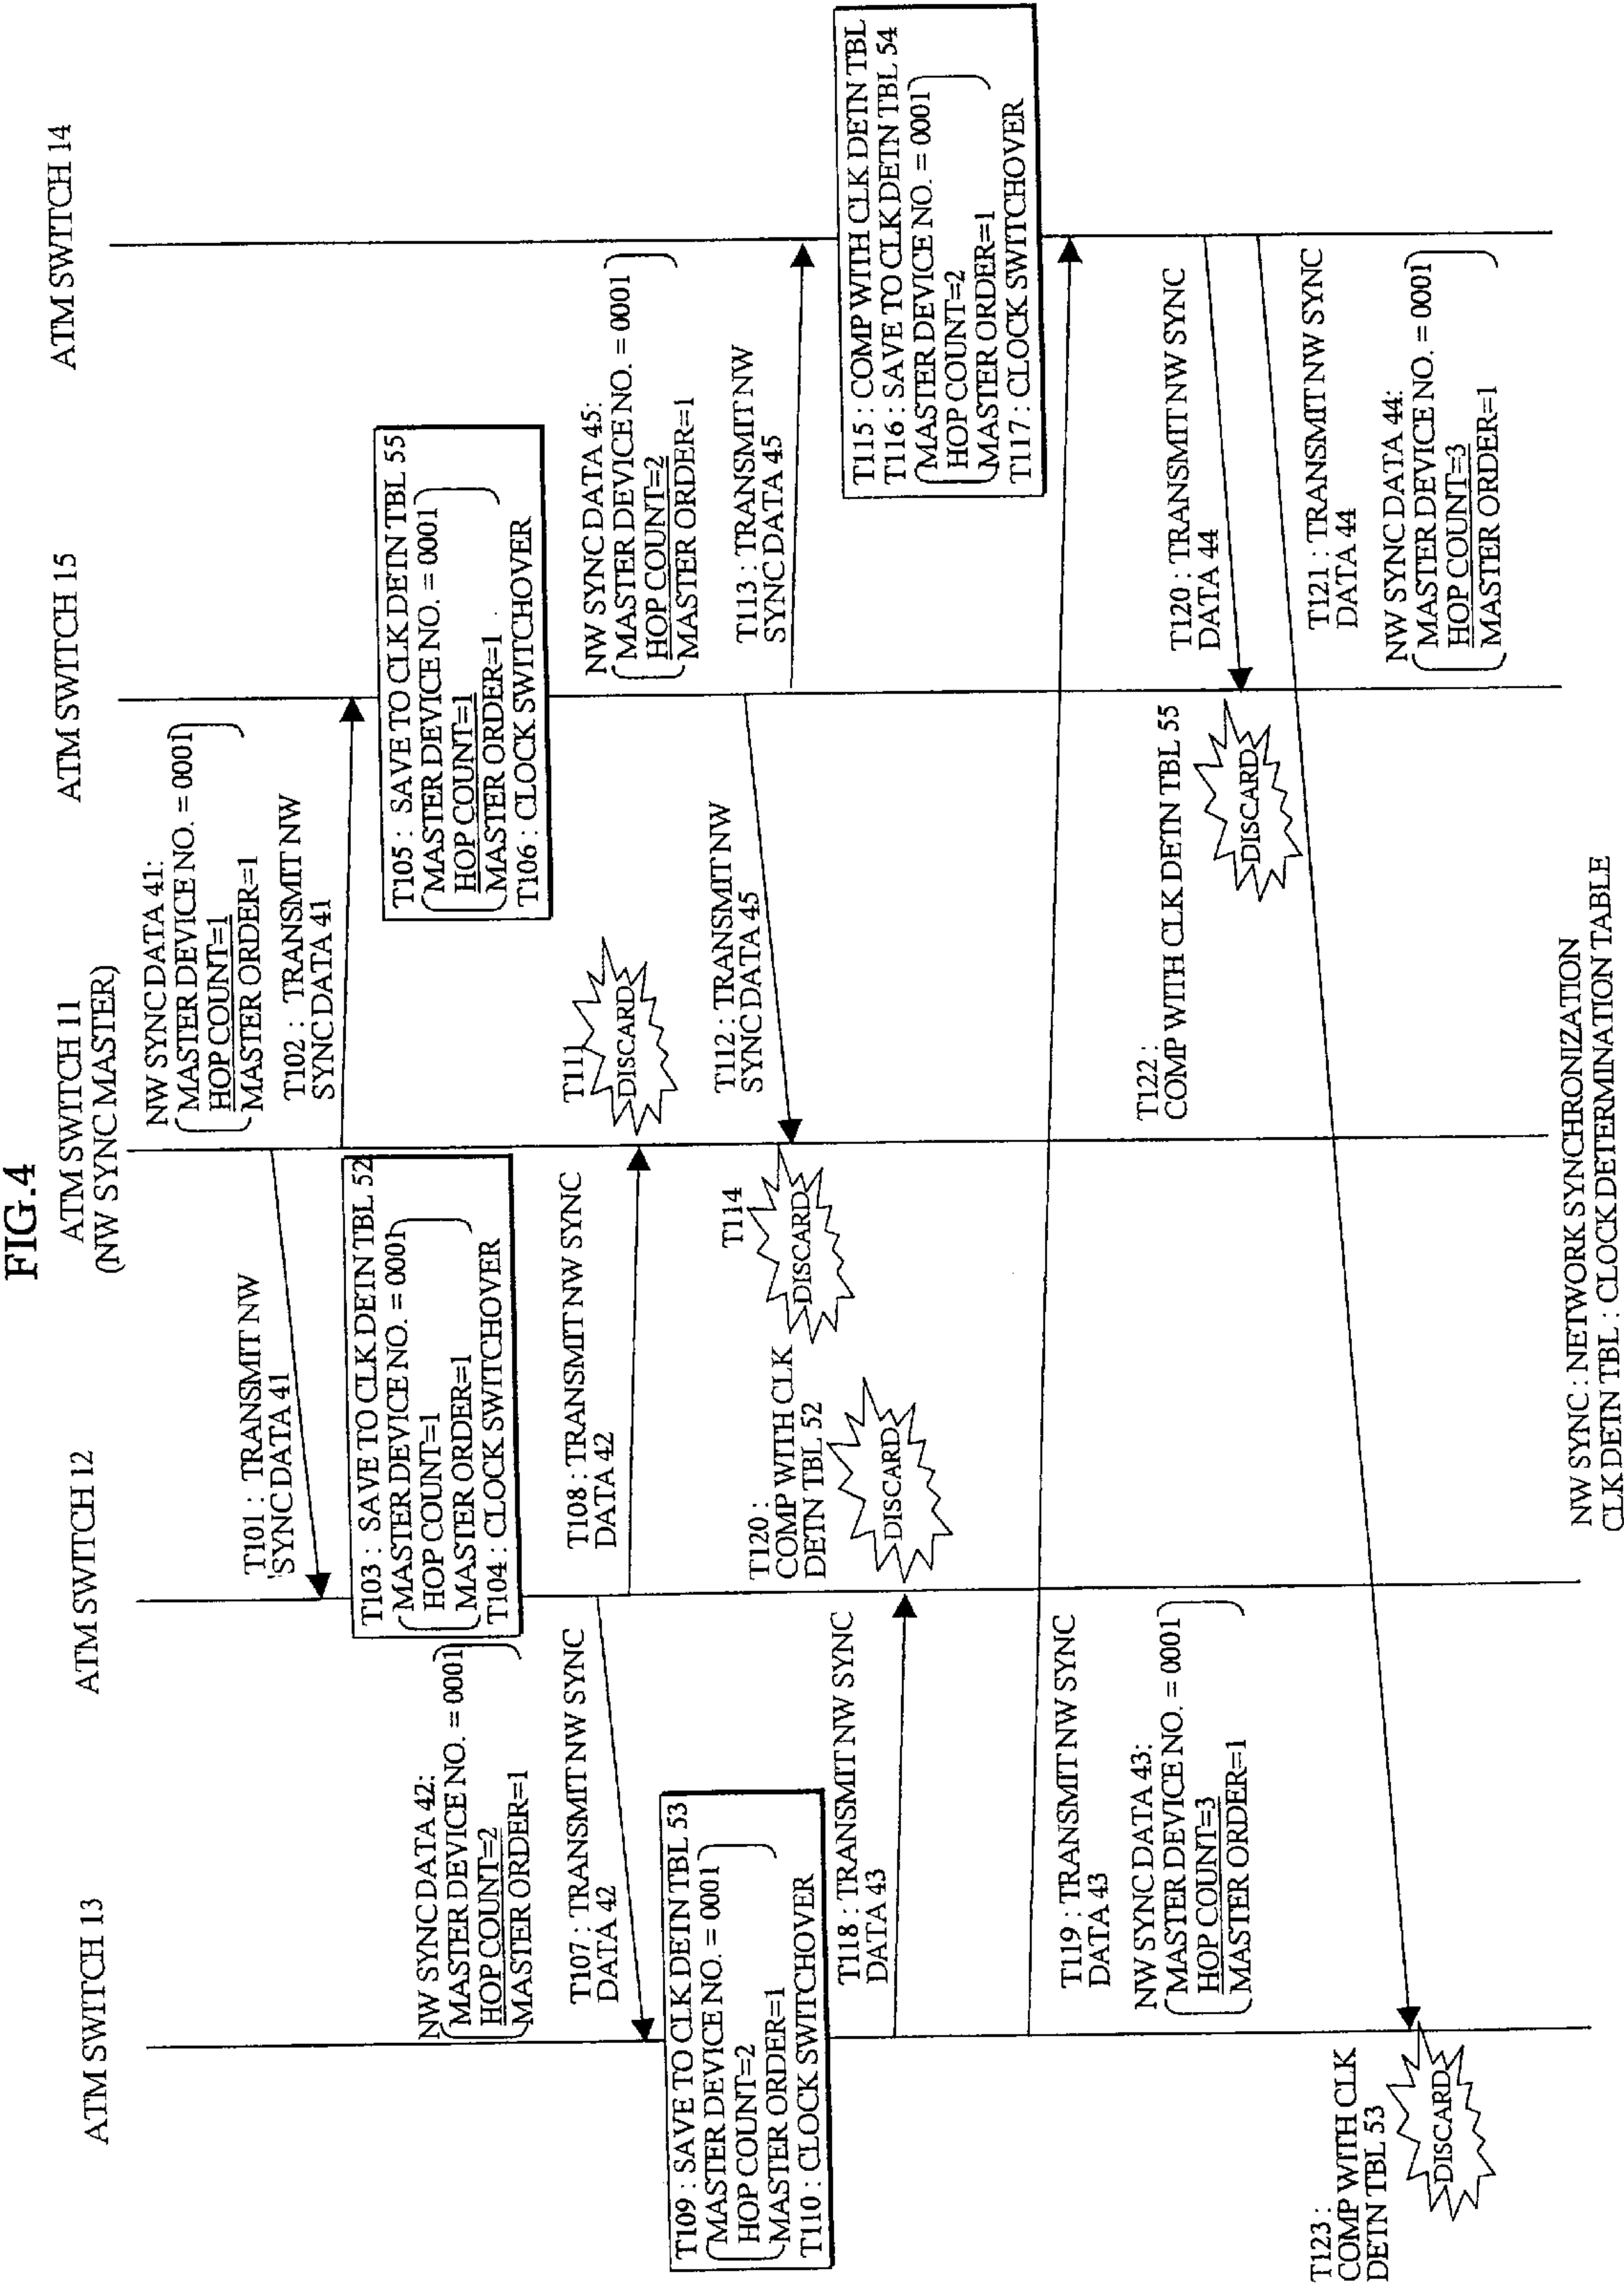 FIG.4
ATM SWITCH 13
ATM SWITCH 12
ATM SWITCH 11
(NW SYNC MASTER)
ATM SWITCH 15
ATM SWITCH 14
NW SYNC DATA 41:
MASTER DEVICE NO. = 0001
HOP COUNT=1
MASTER ORDER=1
T101 : TRANSMIT NW
SYNC DATA 41
T102 : TRANSMIT NW
SYNC DATA 41
T103 : SAVE TO CLK DETN TBL 52
MASTER DEVICE NO. = 0001
HOP COUNT=1
MASTER ORDER=1
T104 : CLOCK SWITCHOVER
T105 : SAVE TO CLK DETN TBL 55
MASTER DEVICE NO. = 0001
HOP COUNT=1
MASTER ORDER=1
T106 : CLOCK SWITCHOVER
NW SYNC DATA 42:
MASTER DEVICE NO. = 0001
HOP COUNT=2
MASTER ORDER=1
T107 : TRANSMIT NW SYNC
DATA 42
T108 : TRANSMIT NW SYNC
DATA 42
T111
DISCARD
NW SYNC DATA 45:
MASTER DEVICE NO. = 0001
HOP COUNT=2
MASTER ORDER=1
T109 : SAVE TO CLK DETN TBL 53
MASTER DEVICE NO. = 0001
HOP COUNT=2
MASTER ORDER=1
T110 : CLOCK SWITCHOVER
T112 : TRANSMIT NW
SYNC DATA 45
T113 : TRANSMIT NW
SYNC DATA 45
T114
DISCARD
T115 : COMP WITH CLK DETN TBL
T116 : SAVE TO CLK DETN TBL 54
MASTER DEVICE NO. = 0001
HOP COUNT=2
MASTER ORDER=1
T117 : CLOCK SWITCHOVER
T118 : TRANSMIT NW SYNC
DATA 43
T120 :
COMP WITH CLK
DETN TBL 52
DISCARD
T119 : TRANSMIT NW SYNC
DATA 43
NW SYNC DATA 43:
MASTER DEVICE NO. = 0001
HOP COUNT=3
MASTER ORDER=1
T120 : TRANSMIT NW SYNC
DATA 44
T122 :
COMP WITH CLK DETN TBL 55
DISCARD
T121 : TRANSMIT NW SYNC
DATA 44
NW SYNC DATA 44:
MASTER DEVICE NO. = 0001
HOP COUNT=3
MASTER ORDER=1
T123 :
COMP WITH CLK
DETN TBL 53
DISCARD
NW SYNC : NETWORK SYNCHRONIZATION
CLK DETN TBL : CLOCK DETERMINATION TABLE